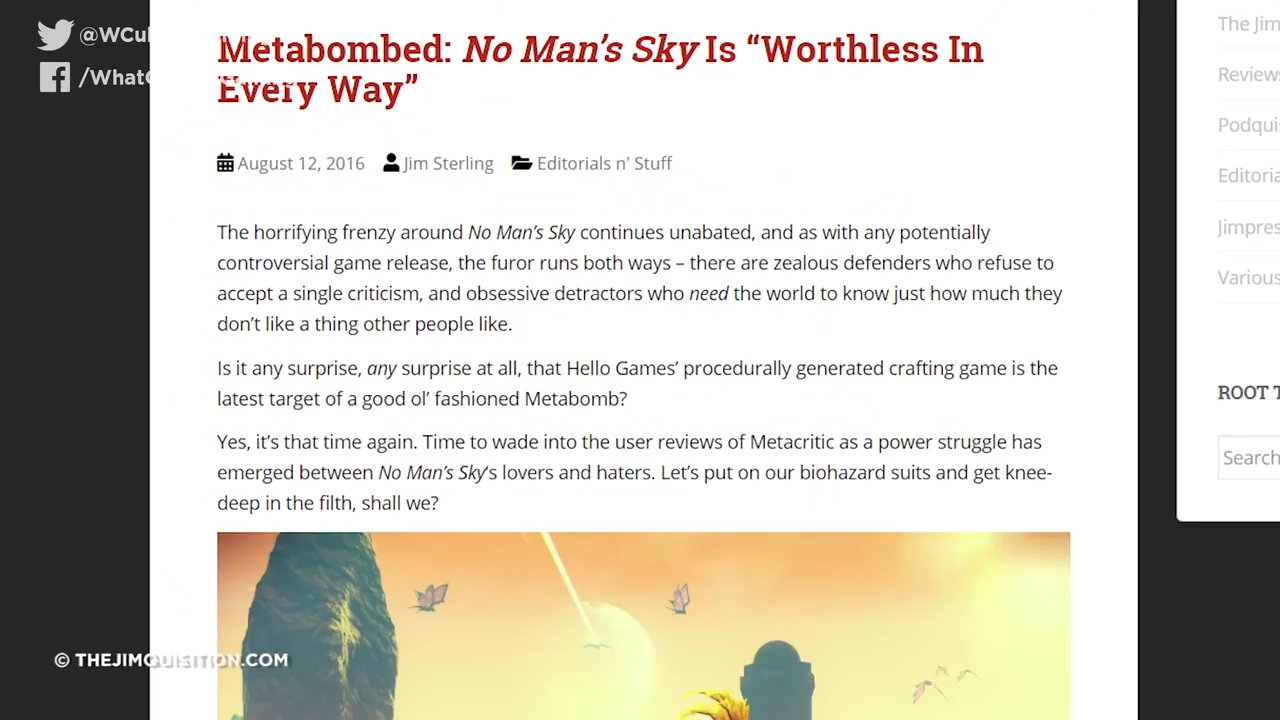 @WCul
/WhatC
Metabombed: No Man's Sky Is “Worthless In
Every Way”
August 12, 2016 Jim Sterling Editorials n' Stuff
The horrifying frenzy around No Man's Sky continues unabated, and as with any potentially
controversial game release, the furor runs both ways – there are zealous defenders who refuse to
accept a single criticism, and obsessive detractors who need the world to know just how much they
don't like a thing other people like.
Is it any surprise, any surprise at all, that Hello Games' procedurally generated crafting game is the
latest target of a good ol' fashioned Metabomb?
Yes, it's that time again. Time to wade into the user reviews of Metacritic as a power struggle has
emerged between No Man's Sky‘s lovers and haters. Let's put on our biohazard suits and get knee-
deep in the filth, shall we?
The Jim
Reviews
Podqui
Editoria
Jimpres
Various
ROOT T
Search
© THEJIMQUISITION.COM